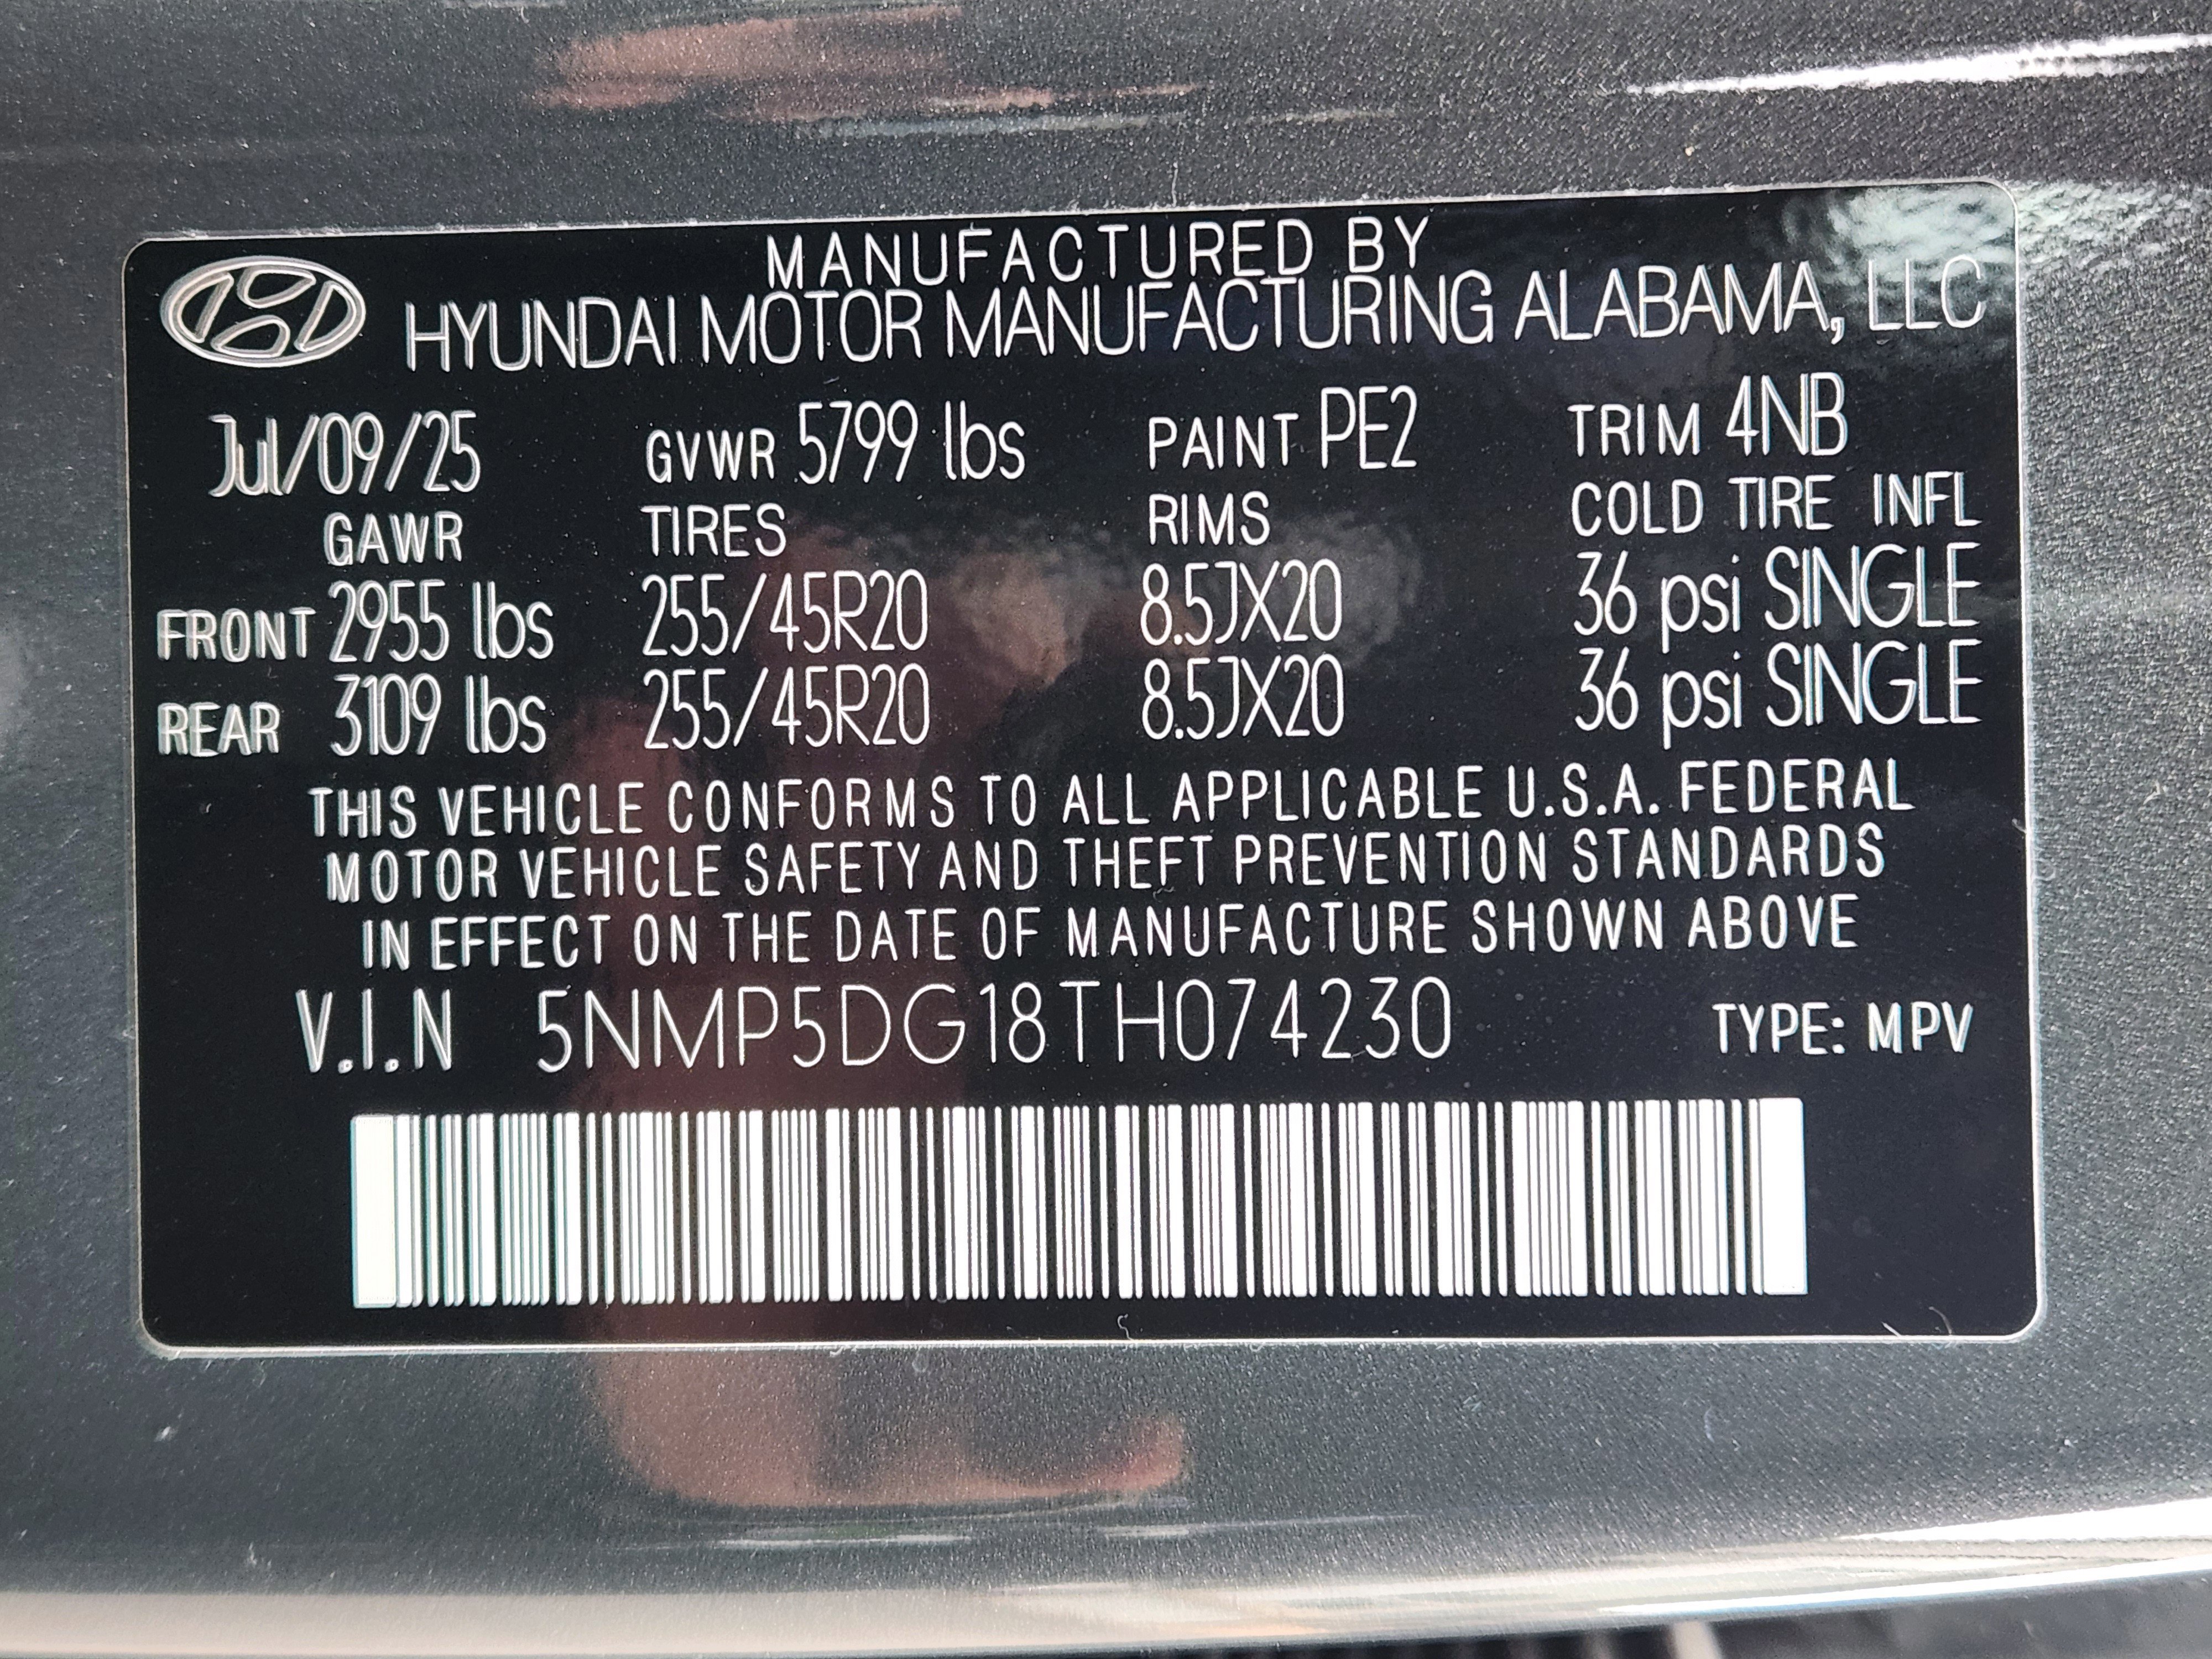 MANUFACTURED BY
HYUNDAI MOTOR MANUFACTURING ALABAMA, LLC
Jul/09/25 GVWR 5799 lbs PAINT PE2 TRIM 4NB
GAWR TIRES RIMS COLD TIRE INFL
FRONT 2955 lbs 255/45R20 8.5JX20 36 psi SINGLE
REAR 3109 lbs 255/45R20 8.5JX20 36 psi SINGLE
THIS VEHICLE CONFORMS TO ALL APPLICABLE U.S.A. FEDERAL
MOTOR VEHICLE SAFETY AND THEFT PREVENTION STANDARDS
IN EFFECT ON THE DATE OF MANUFACTURE SHOWN ABOVE
V.I.N 5NMP5DG18TH074230 TYPE: MPV